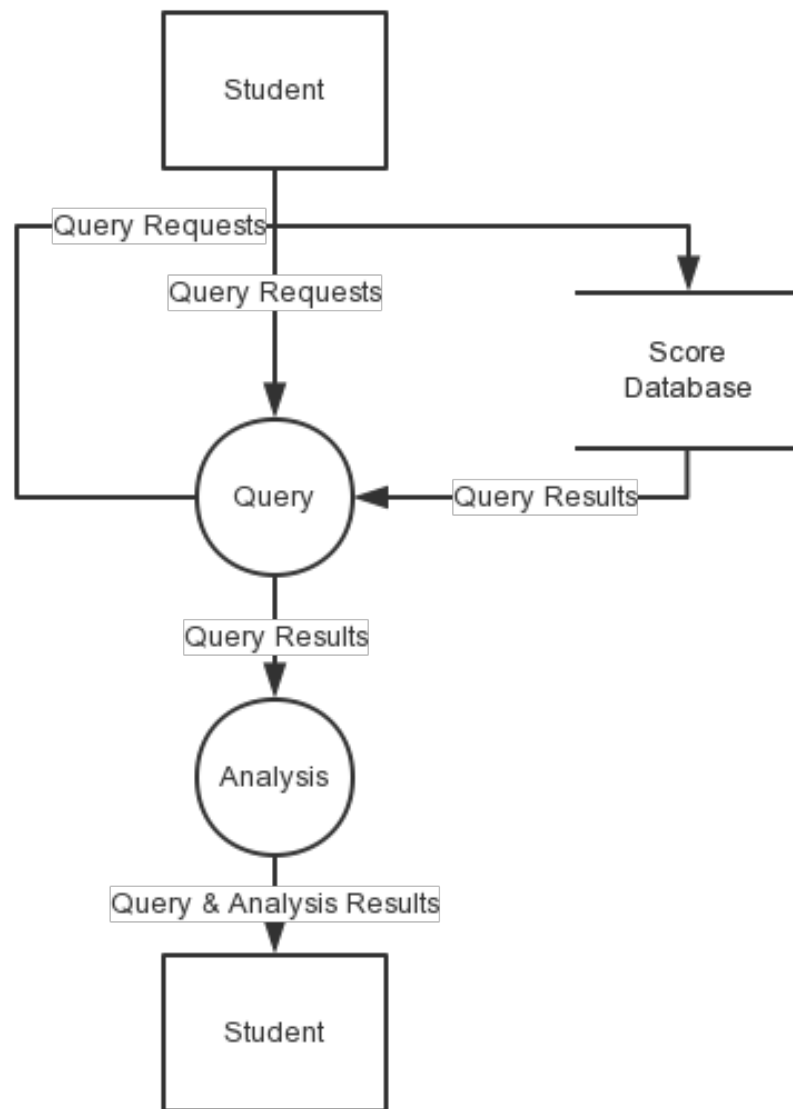 Student
Query Requests
Query Requests
Score
Database
Query
Query Results
Query Results
Analysis
Query & Analysis Results
Student